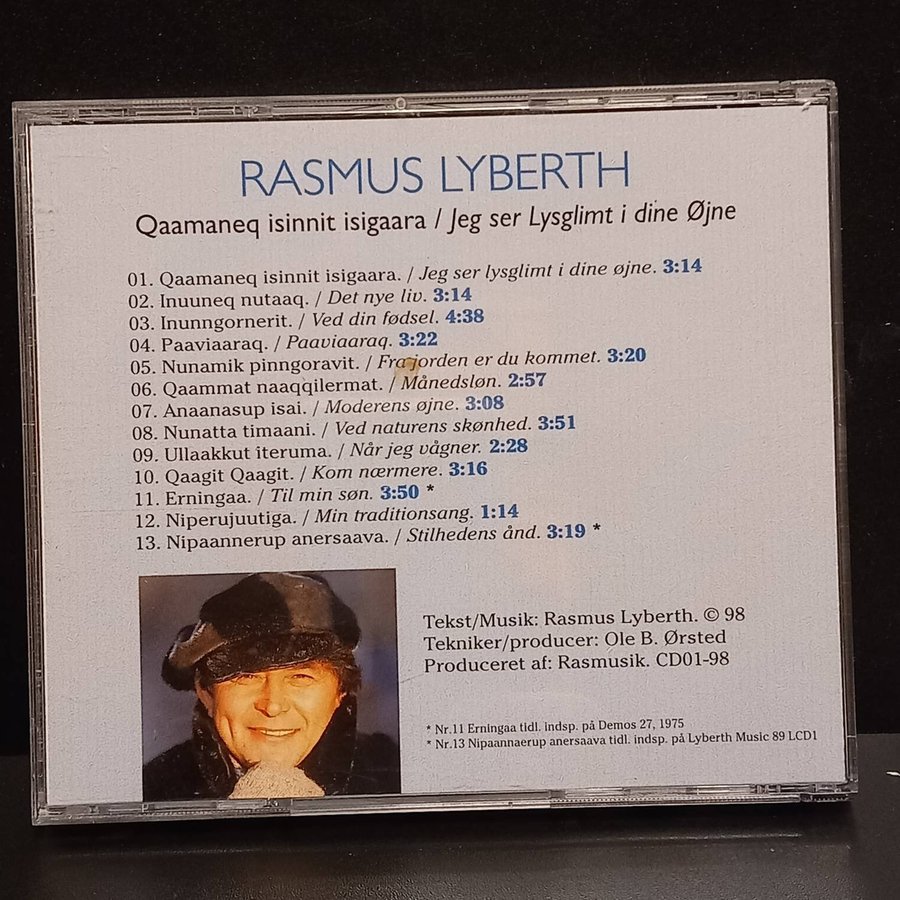 RASMUS LYBERTH
Qaamaneq isinnit isigaara / Jeg ser Lysglimt i dine Øjne
01. Qaamaneq isinnit isigaara. / Jeg ser lysglimt i dine øjne. 3:14
02. Inuuneq nutaaq. / Det nye liv. 3:14
03. Inunngornerit. / Ved din fødsel. 4:38
04. Paaviaaraq. / Paaviaaraq. 3:22
05. Nunamik pinngoravit. / Fra jorden er du kommet. 3:20
06. Qaammat naaqqilermat. / Månedsløn. 2:57
07. Anaanasup isai. / Moderens øjne. 3:08
08. Nunatta timaani. / Ved naturens skønhed. 3:51
09. Ullaakkut iteruma. / Når jeg vågner. 2:28
10. Qaagit Qaagit. / Kom nærmere. 3:16
11. Erningaa. / Til min søn. 3:50 *
12. Niperujuutiga. / Min traditionsang. 1:14
13. Nipaannerup anersaava. / Stilhedens ånd. 3:19 *
Tekst/Musik: Rasmus Lyberth. © 98
Tekniker/producer: Ole B. Ørsted
Produceret af: Rasmusik. CD01-98
* Nr.11 Erningaa tidl. indsp. på Demos 27, 1975
* Nr.13 Nipaannaerup anersaava tidl. indsp. på Lyberth Music 89 LCD1